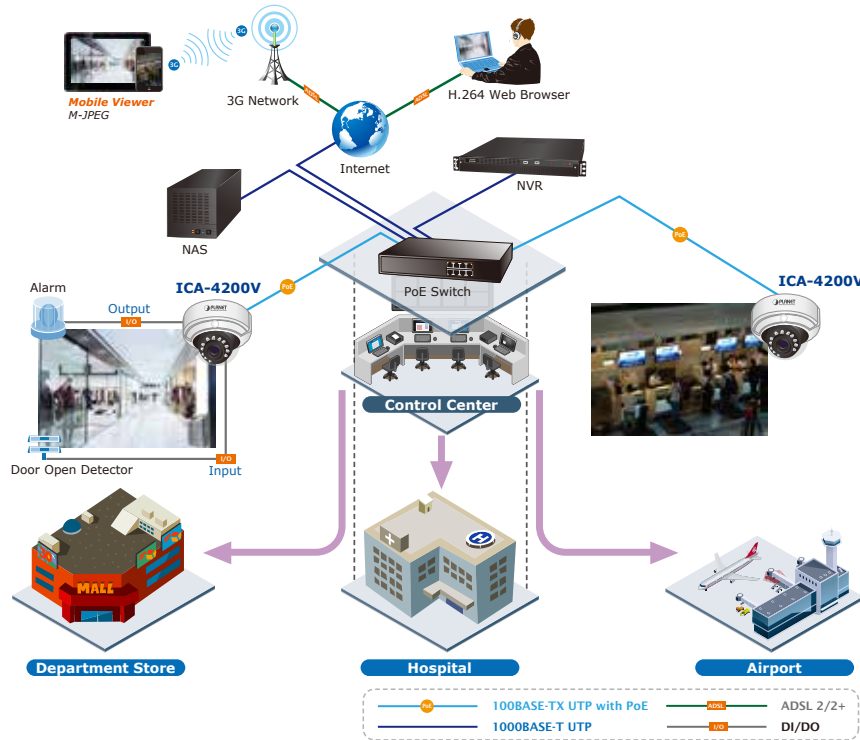 3G
3G
3G Network
Mobile Viewer
M-JPEG
ADSL
ADSL
H.264 Web Browser
Internet
NVR
NAS
PoE
PoE
PoE Switch
ICA-4200V
ICA-4200V
Alarm
Output
I/O
PLANET
PLANET
Control Center
Door Open Detector
I/O
Input
MALL
H
Department Store
Hospital
Airport
PoE
100BASE-TX UTP with PoE
ADSL
ADSL 2/2+
1000BASE-T UTP
I/O
DI/DO